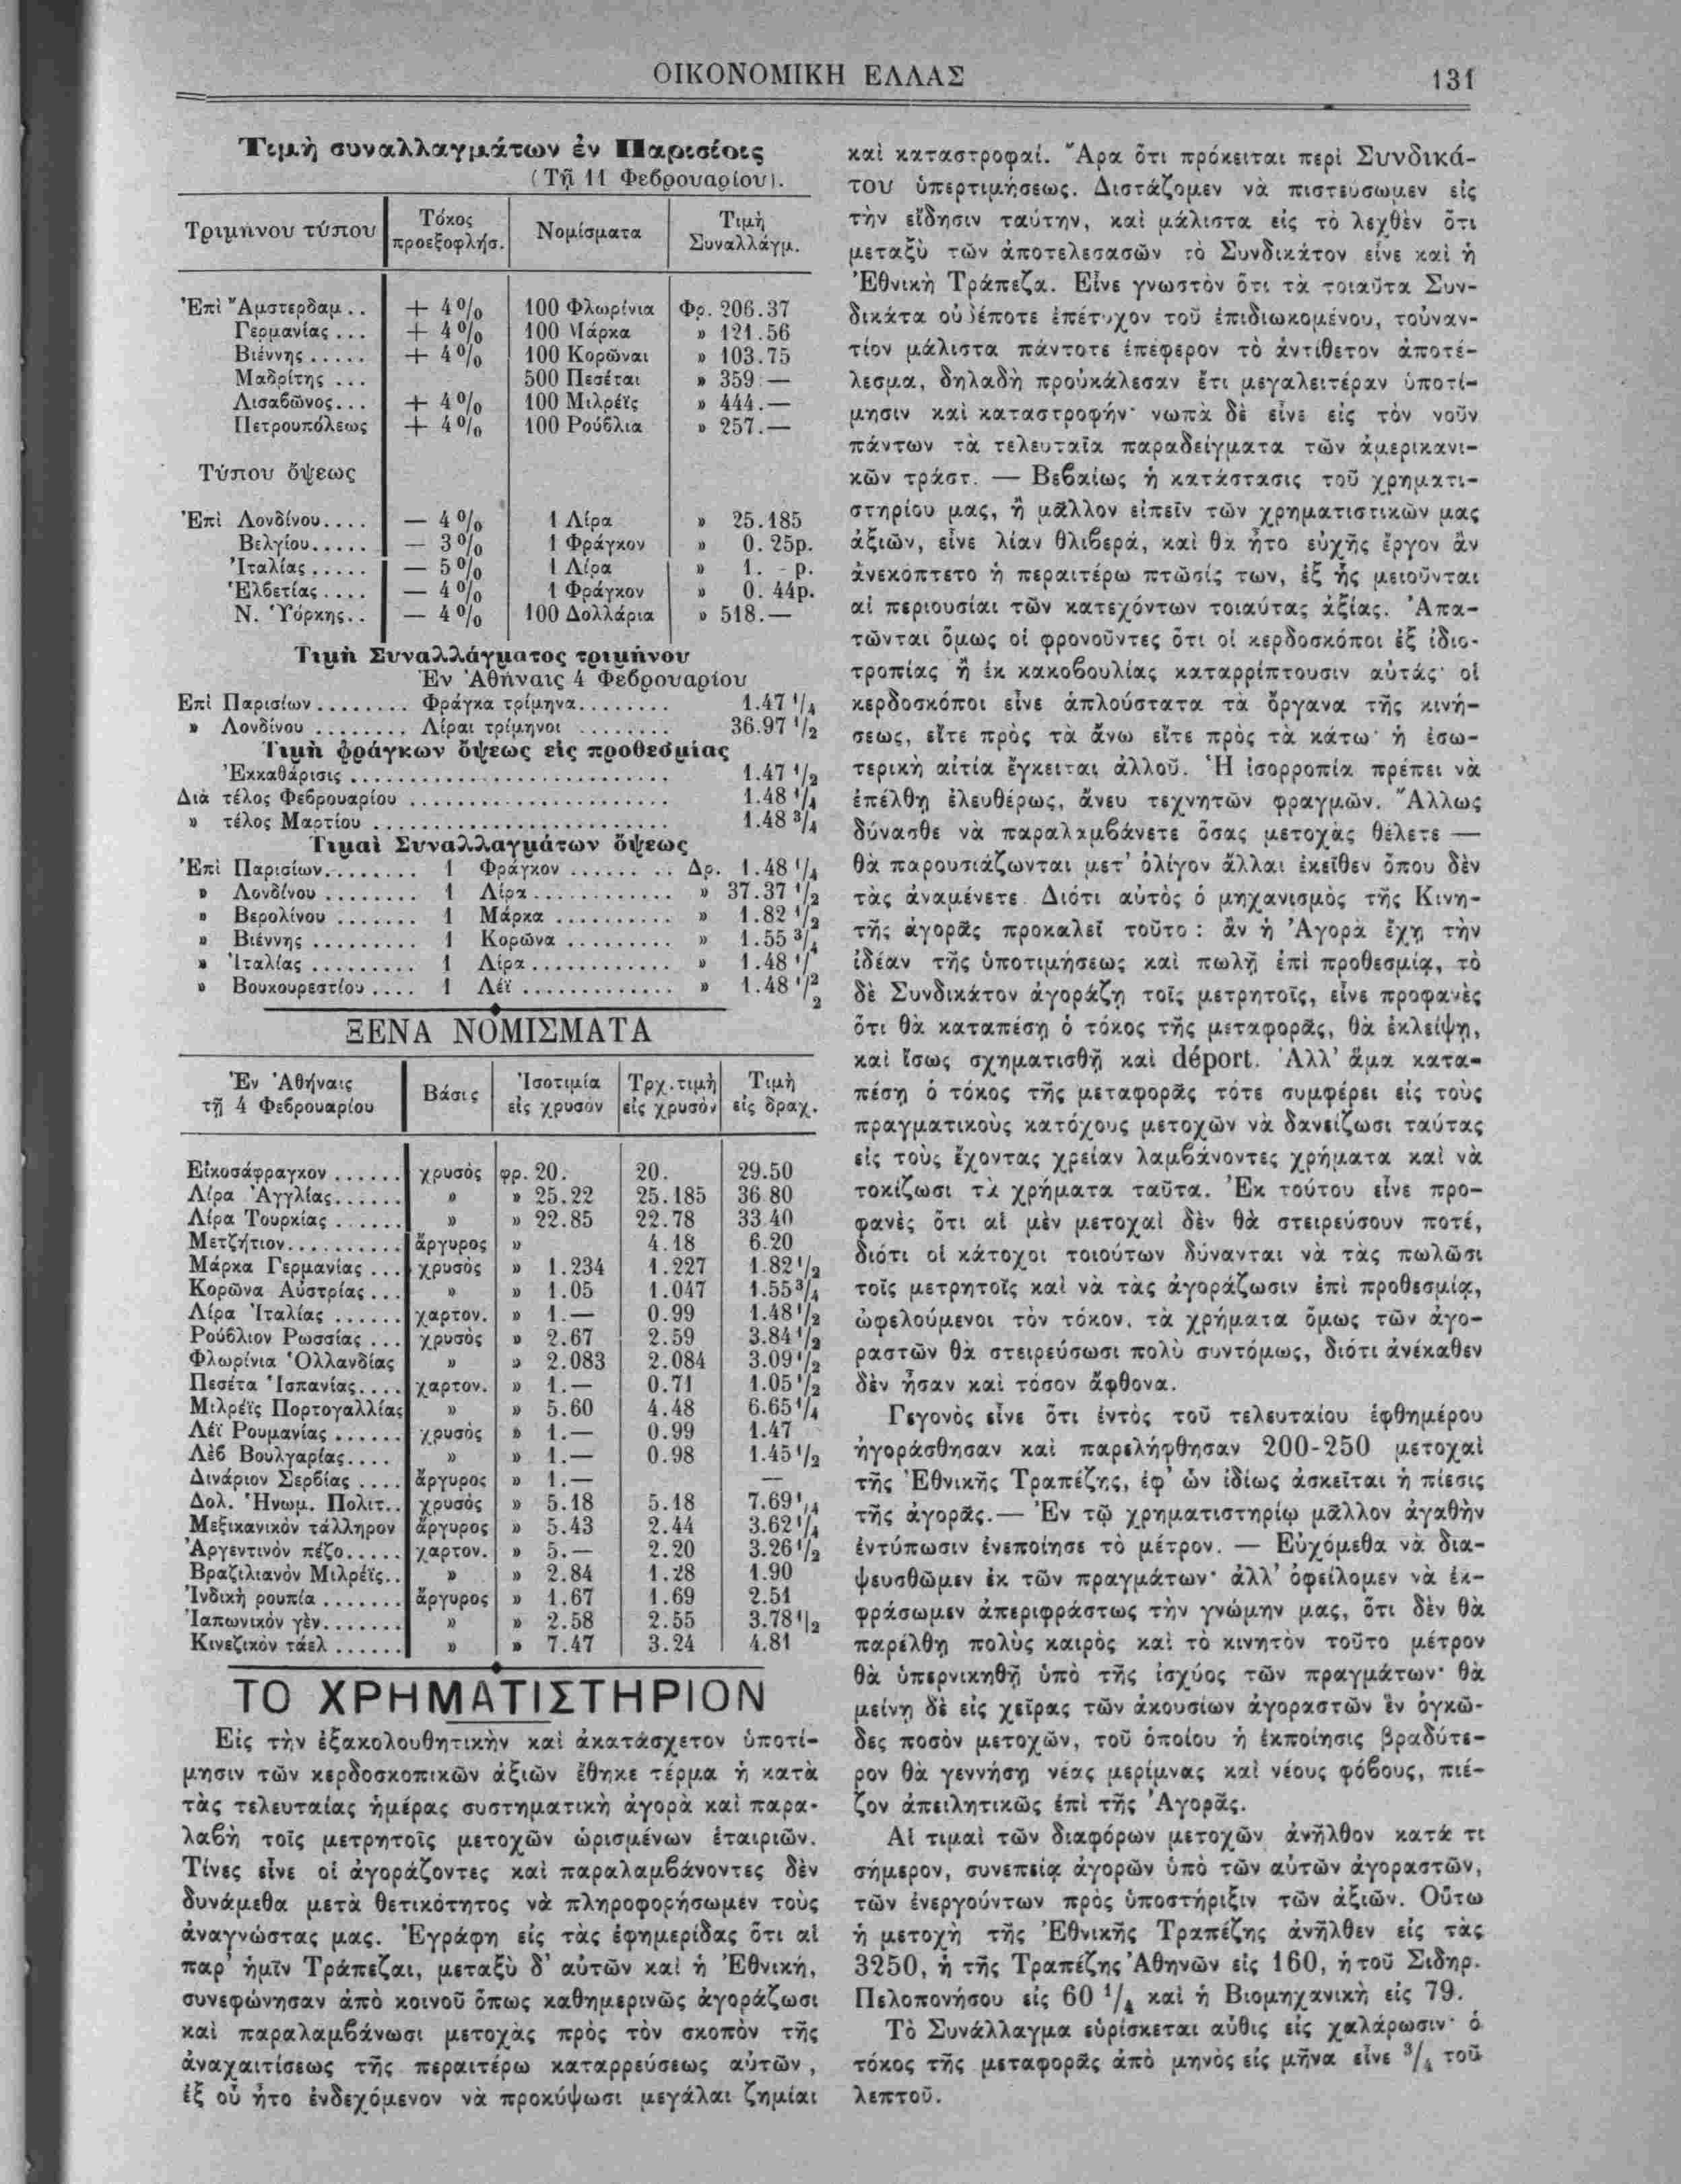 ΟΙΚΟΝΟΜΙΚΗ ΕΛΛΑΣ
131
Τιμὴ συναλλαγμάτων ἐν Παρισίοις
(Τῇ 11 Φεβρουαρίου).
Τριμήνου τύπου Τόκος προεξοφλήσ. Νομίσματα Τιμὴ Συναλλάγμ.
Ἐπὶ Ἄμστερδαμ . . + 4 % 100 Φλωρίνια Φρ. 206.37
Γερμανίας . . . + 4 % 100 Μάρκα » 121.56
Βιέννης . . . . . + 4 % 100 Κορῶναι » 103.75
Μαδρίτης . . . 500 Πεσέται » 359 —
Λισαβῶνος . . . + 4 % 100 Μιλρέϊς » 444.—
Πετρουπόλεως + 4 % 100 Ρούβλια » 257.—
Τύπου ὄψεως
Ἐπὶ Λονδίνου . . . . — 4 % 1 Λίρα » 25.185
Βελγίου . . . . . — 3 % 1 Φράγκον » 0.25p.
Ἰταλίας . . . . . — 5 % 1 Λίρα » 1. - p.
Ἑλβετίας . . . . — 4 % 1 Φράγκον » 0. 44p.
Ν. Ὑόρκης . . — 4 % 100 Δολλάρια » 518.—
Τιμὴ Συναλλάγματος τριμήνου
Ἐν Ἀθήναις 4 Φεβρουαρίου
Ἐπὶ Παρισίων . . . . . . . . Φράγκα τρίμηνα . . . . . . . . 1.47 1/4
» Λονδίνου . . . . . . . . Λίραι τρίμηνοι . . . . . . . . 36.97 1/2
Τιμὴ φράγκων ὄψεως εἰς προθεσμίας
Ἐκκαθάρισις . . . . . . . . 1.47 1/2
Διὰ τέλος Φεβρουαρίου . . . . . . . . 1.48 1/4
» τέλος Μαρτίου . . . . . . . . 1.48 3/4
Τιμαὶ Συναλλαγμάτων ὄψεως
Ἐπὶ Παρισίων . . . . . . . . 1 Φράγκον . . . . . . . . Δρ. 1.48 1/4
» Λονδίνου . . . . . . . . 1 Λίρα . . . . . . . . » 37.37 1/2
» Βερολίνου . . . . . . . 1 Μάρκα . . . . . . . . » 1.82 1/2
» Βιέννης . . . . . . . . . 1 Κορῶνα . . . . . . . . » 1.55 3/4
» Ἰταλίας . . . . . . . . . 1 Λίρα . . . . . . . . » 1.48 1/2
» Βουκουρεστίου . . . . 1 Λέϊ . . . . . . . . » 1.48 1/2
ΞΕΝΑ ΝΟΜΙΣΜΑΤΑ
Ἐν Ἀθήναις τῇ 4 Φεβρουαρίου Βάσις Ἰσοτιμία εἰς χρυσὸν Τρχ. τιμὴ εἰς χρυσὸν Τιμὴ εἰς δραχ.
Εἰκοσάφραγκον . . . . . . χρυσὸς φρ. 20. 20. 29.50
Λίρα Ἀγγλίας . . . . . . » » 25.22 25.185 36 80
Λίρα Τουρκίας . . . . . . » » 22.85 22.78 33 40
Μετζήτιον . . . . . . . . . . ἄργυρος » 4.18 6.20
Μάρκα Γερμανίας . . . χρυσὸς » 1.234 1.227 1.82 1/2
Κορῶνα Αὐστρίας . . . » » 1.05 1.047 1.55 3/4
Λίρα Ἰταλίας . . . . . . χαρτον. » 1.— 0.99 1.48 1/2
Ρούβλιον Ρωσσίας . . . χρυσὸς » 2.67 2.59 3.84 1/2
Φλωρίνια Ὁλλανδίας » » 2.083 2.084 3.09 1/2
Πεσέτα Ἱσπανίας . . . . χαρτον. » 1.— 0.71 1.05 1/2
Μιλρέϊς Πορτογαλλίας » » 5.60 4.48 6.65 1/4
Λέϊ Ρουμανίας . . . . . . χρυσὸς » 1.— 0.99 1.47
Λὲβ Βουλγαρίας . . . . » » 1.— 0.98 1.45 1/2
Δινάριον Σερβίας . . . . ἄργυρος » 1.— —
Δολ. Ἡνωμ. Πολιτ. . χρυσὸς » 5.18 5.18 7.69 1/4
Μεξικανικὸν τάλληρον ἄργυρος » 5.43 2.44 3.62 1/4
Ἀργεντινὸν πέζο . . . . . χαρτον. » 5.— 2.20 3.26 1/2
Βραζιλιανὸν Μιλρέϊς . . » » 2.84 1.28 1.90
Ἰνδικὴ ρουπία . . . . . . . ἄργυρος » 1.67 1.69 2.51
Ἰαπωνικὸν γὲν . . . . . . . » » 2.58 2.55 3.78 1/2
Κινεζικὸν τάελ . . . . . . » » 7.47 3.24 4.81
ΤΟ ΧΡΗΜΑΤΙΣΤΗΡΙΟΝ
Εἰς τὴν ἐξακολουθητικὴν καὶ ἀκατάσχετον ὑποτί-
μησιν τῶν κερδοσκοπικῶν ἀξιῶν ἔθηκε τέρμα ἡ κατὰ
τὰς τελευταίας ἡμέρας συστηματικὴ ἀγορὰ καὶ παρα-
λαβὴ τοῖς μετρητοῖς μετοχῶν ὡρισμένων ἑταιριῶν.
Τίνες εἶνε οἱ ἀγοράζοντες καὶ παραλαμβάνοντες δὲν
δυνάμεθα μετὰ θετικότητος νὰ πληροφορήσωμεν τοὺς
ἀναγνώστας μας. Ἐγράφη εἰς τὰς ἐφημερίδας ὅτι αἱ
παρ' ἡμῖν Τράπεζαι, μεταξὺ δ' αὐτῶν καὶ ἡ Ἐθνική,
συνεφώνησαν ἀπὸ κοινοῦ ὅπως καθημερινῶς ἀγοράζωσι
καὶ παραλαμβάνωσι μετοχὰς πρὸς τὸν σκοπὸν τῆς
ἀναχαιτίσεως τῆς περαιτέρω καταρρεύσεως αὐτῶν,
ἐξ οὗ ἦτο ἐνδεχόμενον νὰ προκύψωσι μεγάλαι ζημίαι
καὶ καταστροφαί. Ἄρα ὅτι πρόκειται περὶ Συνδικά-
του ὑπερτιμήσεως. Διστάζομεν νὰ πιστεύσωμεν εἰς
τὴν εἴδησιν ταύτην, καὶ μάλιστα εἰς τὸ λεχθὲν ὅτι
μεταξὺ τῶν ἀποτελεσασῶν τὸ Συνδικάτον εἶνε καὶ ἡ
Ἐθνικὴ Τράπεζα. Εἶνε γνωστὸν ὅτι τὰ τοιαῦτα Συν-
δικάτα οὐδέποτε ἐπέτυχον τοῦ ἐπιδιωκομένου, τοὐναν-
τίον μάλιστα πάντοτε ἐπέφερον τὸ ἀντίθετον ἀποτέ-
λεσμα, δηλαδὴ προὐκάλεσαν ἔτι μεγαλειτέραν ὑποτί-
μησιν καὶ καταστροφήν· νωπὰ δὲ εἶνε εἰς τὸν νοῦν
πάντων τὰ τελευταῖα παραδείγματα τῶν ἀμερικανι-
κῶν τράστ. — Βεβαίως ἡ κατάστασις τοῦ χρηματι-
στηρίου μας, ἢ μᾶλλον εἰπεῖν τῶν χρηματιστικῶν μας
ἀξιῶν, εἶνε λίαν θλιβερά, καὶ θὰ ἦτο εὐχῆς ἔργον ἂν
ἀνεκόπτετο ἡ περαιτέρω πτῶσίς των, ἐξ ἧς μειοῦνται
αἱ περιουσίαι τῶν κατεχόντων τοιαύτας ἀξίας. Ἀπα-
τῶνται ὅμως οἱ φρονοῦντες ὅτι οἱ κερδοσκόποι ἐξ ἰδιο-
τροπίας ἢ ἐκ κακοβουλίας καταρρίπτουσιν αὐτάς· οἱ
κερδοσκόποι εἶνε ἁπλούστατα τὰ ὄργανα τῆς κινή-
σεως, εἴτε πρὸς τὰ ἄνω εἴτε πρὸς τὰ κάτω· ἡ ἐσω-
τερικὴ αἰτία ἔγκειται ἀλλοῦ. Ἡ ἰσορροπία πρέπει νὰ
ἐπέλθῃ ἐλευθέρως, ἄνευ τεχνητῶν φραγμῶν. Ἄλλως
δύνασθε νὰ παραλαμβάνετε ὅσας μετοχὰς θέλετε —
θὰ παρουσιάζωνται μετ' ὀλίγον ἄλλαι ἐκεῖθεν ὅπου δὲν
τὰς ἀναμένετε. Διότι αὐτὸς ὁ μηχανισμὸς τῆς Κινη-
τῆς ἀγορᾶς προκαλεῖ τοῦτο : ἂν ἡ Ἀγορὰ ἔχῃ τὴν
ἰδέαν τῆς ὑποτιμήσεως καὶ πωλῇ ἐπὶ προθεσμίᾳ, τὸ
δὲ Συνδικάτον ἀγοράζῃ τοῖς μετρητοῖς, εἶνε προφανὲς
ὅτι θὰ καταπέσῃ ὁ τόκος τῆς μεταφορᾶς, θὰ ἐκλείψῃ,
καὶ ἴσως σχηματισθῇ καὶ déport. Ἀλλ' ἅμα κατα-
πέσῃ ὁ τόκος τῆς μεταφορᾶς τότε συμφέρει εἰς τοὺς
πραγματικοὺς κατόχους μετοχῶν νὰ δανείζωσι ταύτας
εἰς τοὺς ἔχοντας χρείαν λαμβάνοντες χρήματα καὶ νὰ
τοκίζωσι τὰ χρήματα ταῦτα. Ἐκ τούτου εἶνε προ-
φανὲς ὅτι αἱ μὲν μετοχαὶ δὲν θὰ στειρεύσουν ποτέ,
διότι οἱ κάτοχοι τοιούτων δύνανται νὰ τὰς πωλῶσι
τοῖς μετρητοῖς καὶ νὰ τὰς ἀγοράζωσιν ἐπὶ προθεσμίᾳ,
ὠφελούμενοι τὸν τόκον, τὰ χρήματα ὅμως τῶν ἀγο-
ραστῶν θὰ στειρεύσωσι πολὺ συντόμως, διότι ἀνέκαθεν
δὲν ἦσαν καὶ τόσον ἄφθονα.
Γεγονὸς εἶνε ὅτι ἐντὸς τοῦ τελευταίου ἑφθημέρου
ἠγοράσθησαν καὶ παρελήφθησαν 200-250 μετοχαὶ
τῆς Ἐθνικῆς Τραπέζης, ἐφ' ὧν ἰδίως ἀσκεῖται ἡ πίεσις
τῆς ἀγορᾶς.— Ἐν τῷ χρηματιστηρίῳ μᾶλλον ἀγαθὴν
ἐντύπωσιν ἐνεποίησε τὸ μέτρον. — Εὐχόμεθα νὰ δια-
ψευσθῶμεν ἐκ τῶν πραγμάτων· ἀλλ' ὀφείλομεν νὰ ἐκ-
φράσωμεν ἀπεριφράστως τὴν γνώμην μας, ὅτι δὲν θὰ
παρέλθῃ πολὺς καιρὸς καὶ τὸ κινητὸν τοῦτο μέτρον
θὰ ὑπερνικηθῇ ὑπὸ τῆς ἰσχύος τῶν πραγμάτων· θὰ
μείνῃ δὲ εἰς χεῖρας τῶν ἀκουσίων ἀγοραστῶν ἓν ὀγκῶ-
δες ποσὸν μετοχῶν, τοῦ ὁποίου ἡ ἐκποίησις βραδύτε-
ρον θὰ γεννήσῃ νέας μερίμνας καὶ νέους φόβους, πιέ-
ζον ἀπειλητικῶς ἐπὶ τῆς Ἀγορᾶς.
Αἱ τιμαὶ τῶν διαφόρων μετοχῶν ἀνῆλθον κατά τι
σήμερον, συνεπείᾳ ἀγορῶν ὑπὸ τῶν αὐτῶν ἀγοραστῶν,
τῶν ἐνεργούντων πρὸς ὑποστήριξιν τῶν ἀξιῶν. Οὕτω
ἡ μετοχὴ τῆς Ἐθνικῆς Τραπέζης ἀνῆλθεν εἰς τὰς
3250, ἡ τῆς Τραπέζης Ἀθηνῶν εἰς 160, ἡ τοῦ Σιδηρ.
Πελοπονήσου εἰς 60 1/4 καὶ ἡ Βιομηχανικὴ εἰς 79.
Τὸ Συνάλλαγμα εὑρίσκεται αὖθις εἰς χαλάρωσιν· ὁ
τόκος τῆς μεταφορᾶς ἀπὸ μηνὸς εἰς μῆνα εἶνε 3/4 τοῦ
λεπτοῦ.